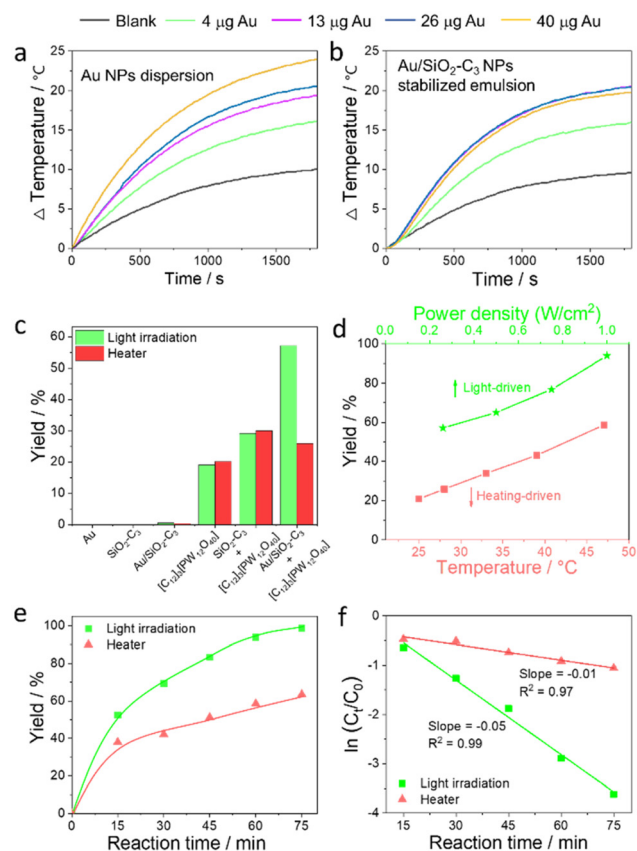 Blank 4 μg Au 13 μg Au 26 μg Au 40 μg Au
a
Au NPs dispersion
Δ Temperature / °C
25
20
15
10
5
0
0 500 1000 1500
Time / s
b
Au/SiO2-C3 NPs
stabilized emulsion
Δ Temperature / °C
25
20
15
10
5
0
0 500 1000 1500
Time / s
c
Light irradiation
Heater
Yield / %
60
50
40
30
20
10
0
Au
SiO2-C3
Au/SiO2-C3
[C12]3[PW12O40]
SiO2-C3
+
[C12]3[PW12O40]
Au/SiO2-C3
+
[C12]3[PW12O40]
d
Power density (W/cm2)
0.0 0.2 0.4 0.6 0.8 1.0
Yield / %
100
80
60
40
20
0
Light-driven
Heating-driven
25 30 35 40 45 50
Temperature / °C
e
Light irradiation
Heater
Yield / %
100
80
60
40
20
0
0 15 30 45 60 75
Reaction time / min
f
ln (Ct/C0)
0
-1
-2
-3
-4
Slope = -0.01
R2 = 0.97
Slope = -0.05
R2 = 0.99
Light irradiation
Heater
15 30 45 60 75
Reaction time / min